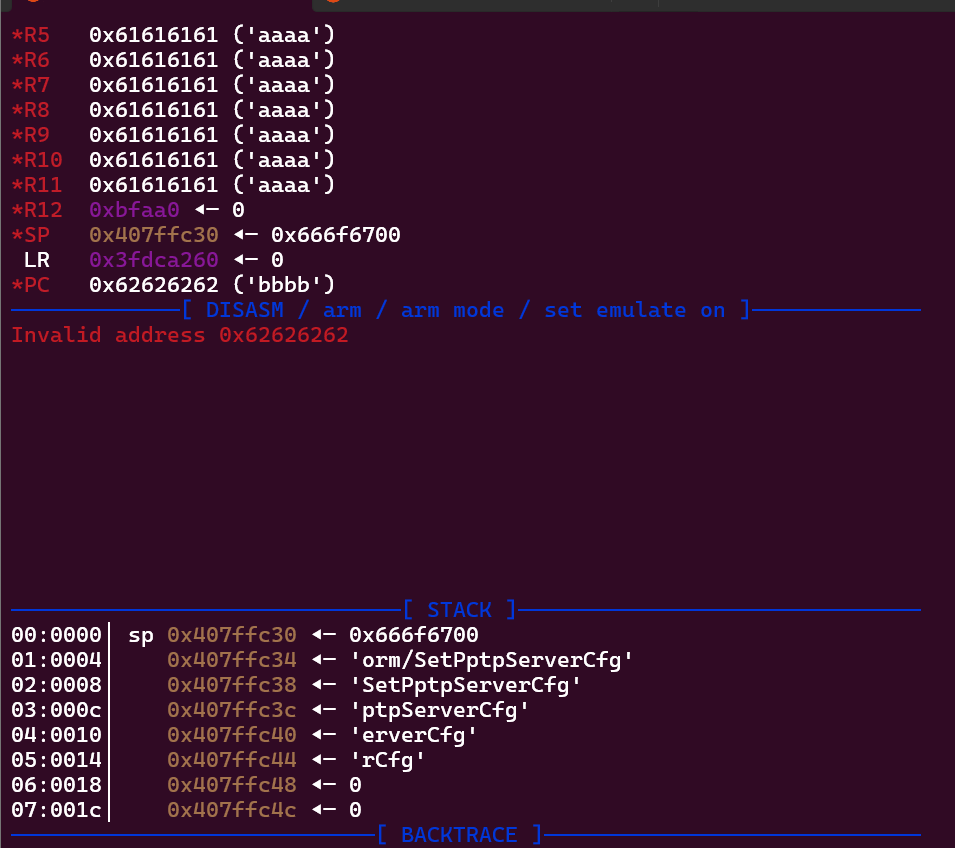 *R5 0x61616161 ('aaaa')
*R6 0x61616161 ('aaaa')
*R7 0x61616161 ('aaaa')
*R8 0x61616161 ('aaaa')
*R9 0x61616161 ('aaaa')
*R10 0x61616161 ('aaaa')
*R11 0x61616161 ('aaaa')
*R12 0xbfaa0 ◂— 0
*SP 0x407ffc30 ◂— 0x666f6700
LR 0x3fdca260 ◂— 0
*PC 0x62626262 ('bbbb')
[ DISASM / arm / arm mode / set emulate on ]
Invalid address 0x62626262
[ STACK ]
00:0000│ sp 0x407ffc30 ◂— 0x666f6700
01:0004│ 0x407ffc34 ◂— 'orm/SetPptpServerCfg'
02:0008│ 0x407ffc38 ◂— 'SetPptpServerCfg'
03:000c│ 0x407ffc3c ◂— 'ptpServerCfg'
04:0010│ 0x407ffc40 ◂— 'erverCfg'
05:0014│ 0x407ffc44 ◂— 'rCfg'
06:0018│ 0x407ffc48 ◂— 0
07:001c│ 0x407ffc4c ◂— 0
[ BACKTRACE ]